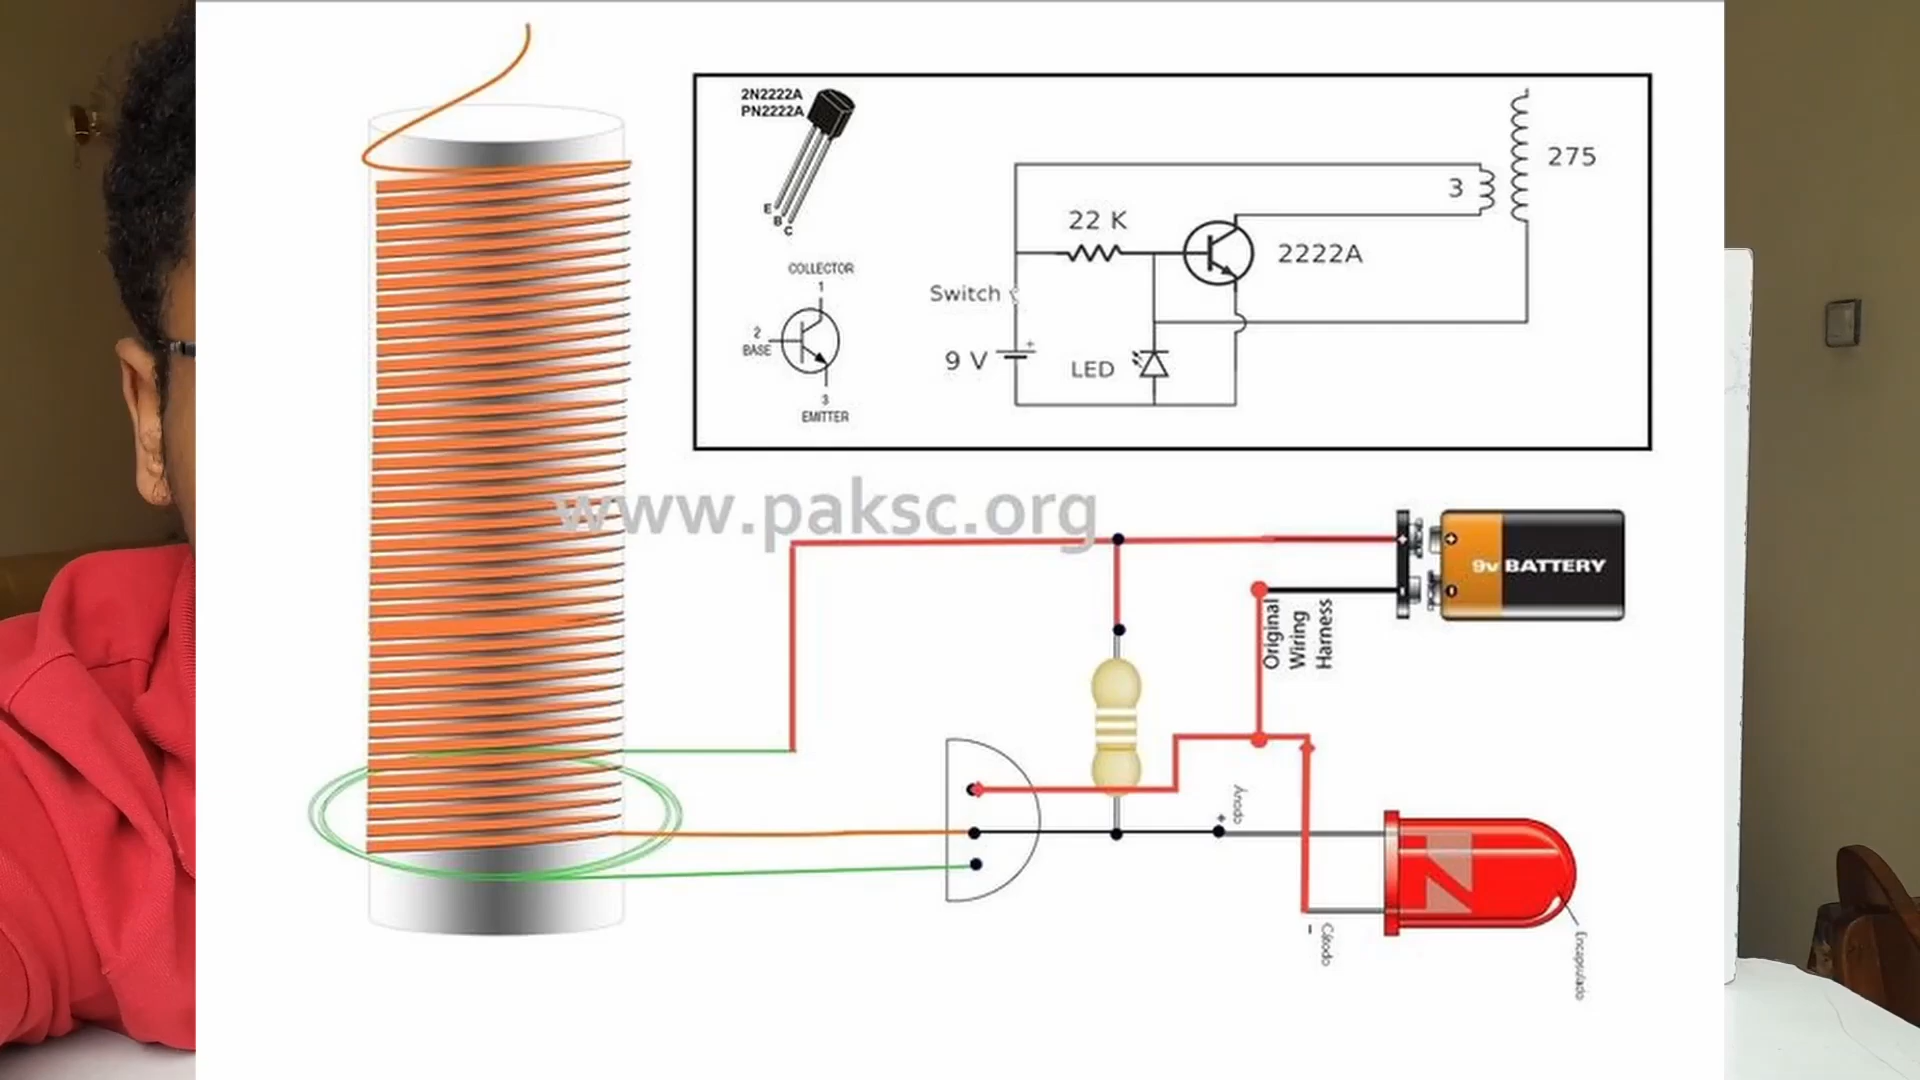 2N2222A
PN2222A
E
B
C
COLLECTOR
1
2
BASE
3
EMITTER
275
3
22 K
2222A
Switch
+
9 V
LED
www.paksc.org
+
-
+
-
9v BATTERY
Original
Wiring
Harness
+
Ánodo
-
Cátodo
Encapsulado